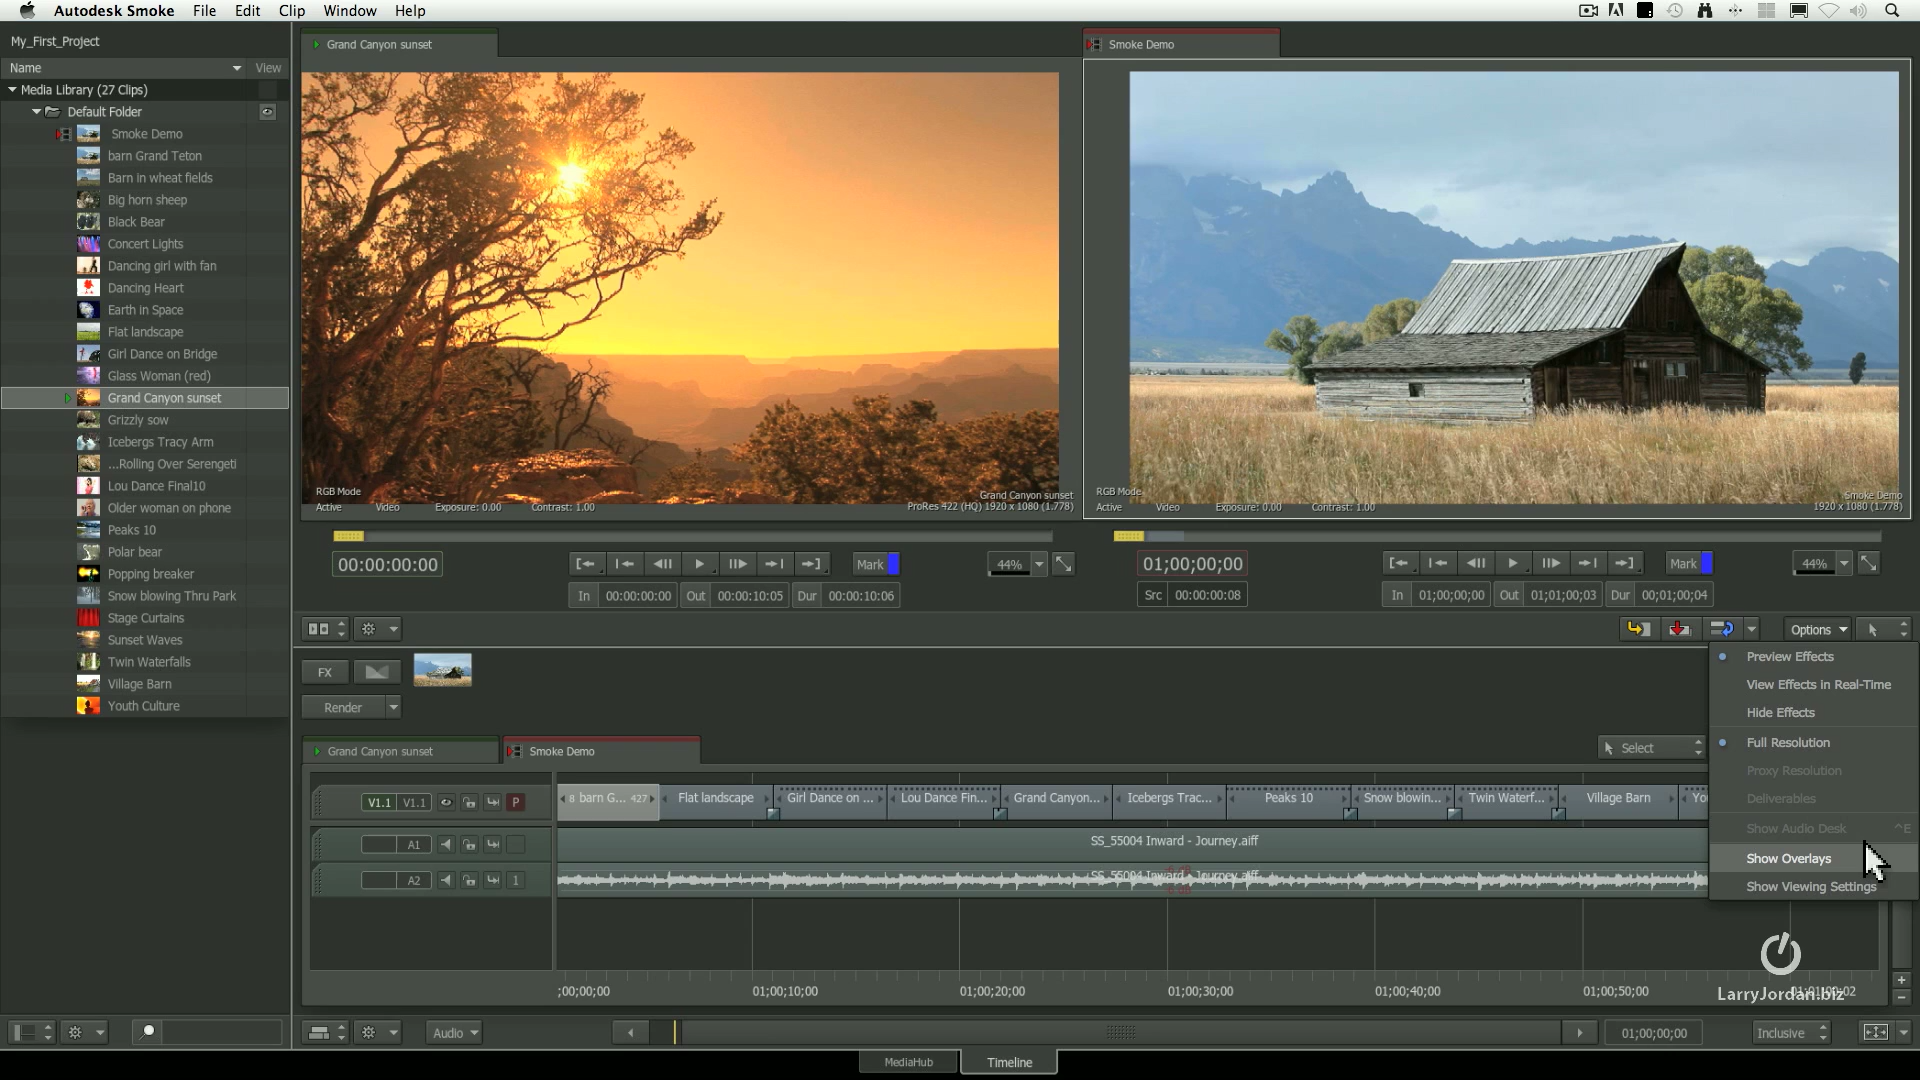 Autodesk Smoke File Edit Clip Window Help
My_First_Project
Name View
Media Library (27 Clips)
Default Folder
Smoke Demo
barn Grand Teton
Barn in wheat fields
Big horn sheep
Black Bear
Concert Lights
Dancing girl with fan
Dancing Heart
Earth in Space
Flat landscape
Girl Dance on Bridge
Glass Woman (red)
Grand Canyon sunset
Grizzly sow
Icebergs Tracy Arm
...Rolling Over Serengeti
Lou Dance Final10
Older woman on phone
Peaks 10
Polar bear
Popping breaker
Snow blowing Thru Park
Stage Curtains
Sunset Waves
Twin Waterfalls
Village Barn
Youth Culture
Grand Canyon sunset
RGB Mode
Grand Canyon sunset
Active Video Exposure: 0.00 Contrast: 1.00 ProRes 422 (HQ) 1920 x 1080 (1.778)
00:00:00:00 Mark 44%
In 00:00:00:00 Out 00:00:10:05 Dur 00:00:10:06
Smoke Demo
RGB Mode
Smoke Demo
Active Video Exposure: 0.00 Contrast: 1.00 1920 x 1080 (1.778)
01;00;00;00 Mark 44%
Src 00:00:00:08 In 01;00;00;00 Out 01;01;00;03 Dur 00;01;00;04
Options
Preview Effects
View Effects in Real-Time
Hide Effects
Full Resolution
Proxy Resolution
Deliverables
Show Audio Desk ^E
Show Overlays
Show Viewing Settings
FX
Render
Grand Canyon sunset Smoke Demo Select
V1.1 V1.1 P 8 barn G... 427 Flat landscape Girl Dance on ... Lou Dance Fin... Grand Canyon... Icebergs Trac... Peaks 10 Snow blowin... Twin Waterf... Village Barn Yo
A1 SS_55004 Inward - Journey.aiff
A2 1 SS_55004 Inward - Journey.aiff
;00;00;00 01;00;10;00 01;00;20;00 01;00;30;00 01;00;40;00 01;00;50;00
LarryJordan.biz
Audio 01;00;00;00 Inclusive
MediaHub Timeline